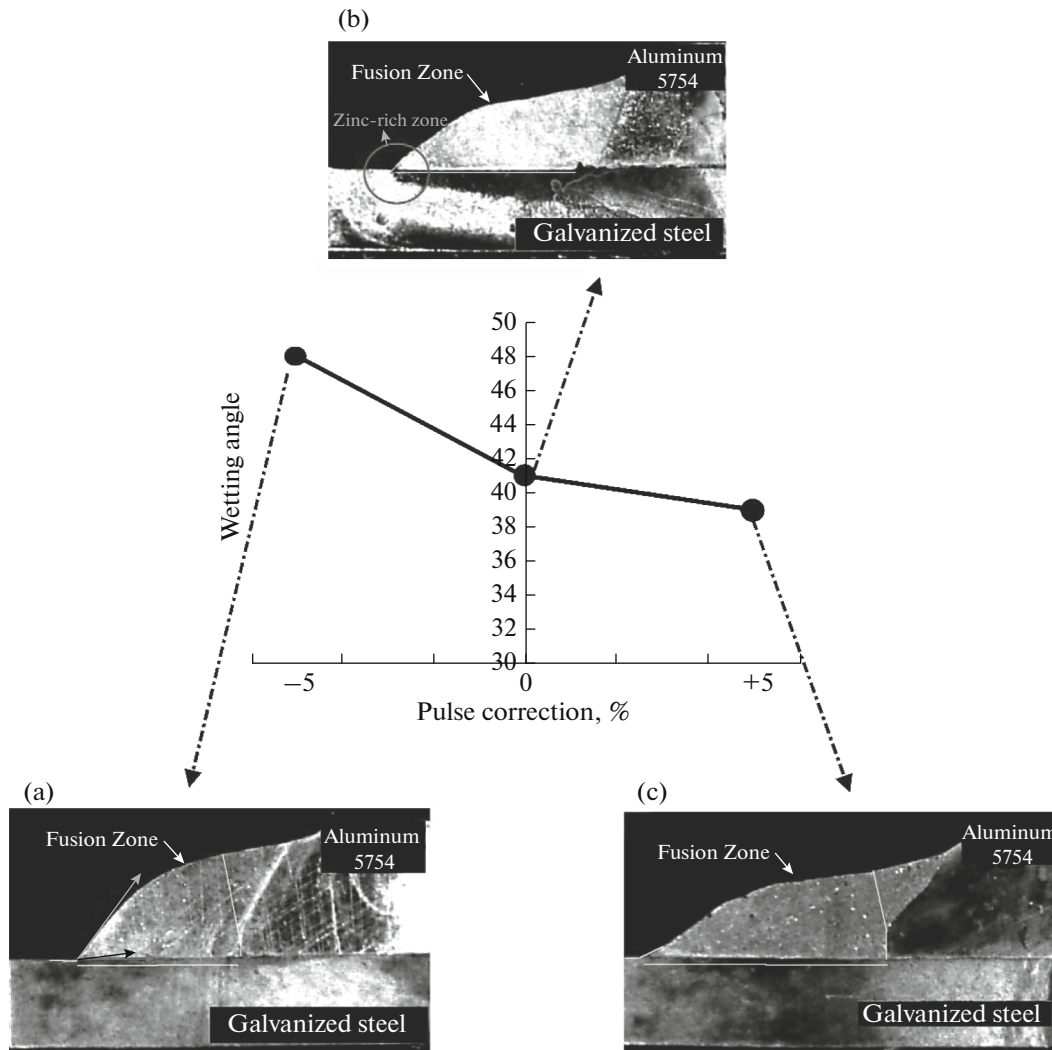 (b)
Aluminum
5754
Fusion Zone
Zinc-rich zone
Galvanized steel
Wetting angle
50
48
46
44
42
40
38
36
34
32
30
−5
0
+5
Pulse correction, %
(a)
Fusion Zone
Aluminum
5754
Galvanized steel
(c)
Fusion Zone
Aluminum
5754
Galvanized steel